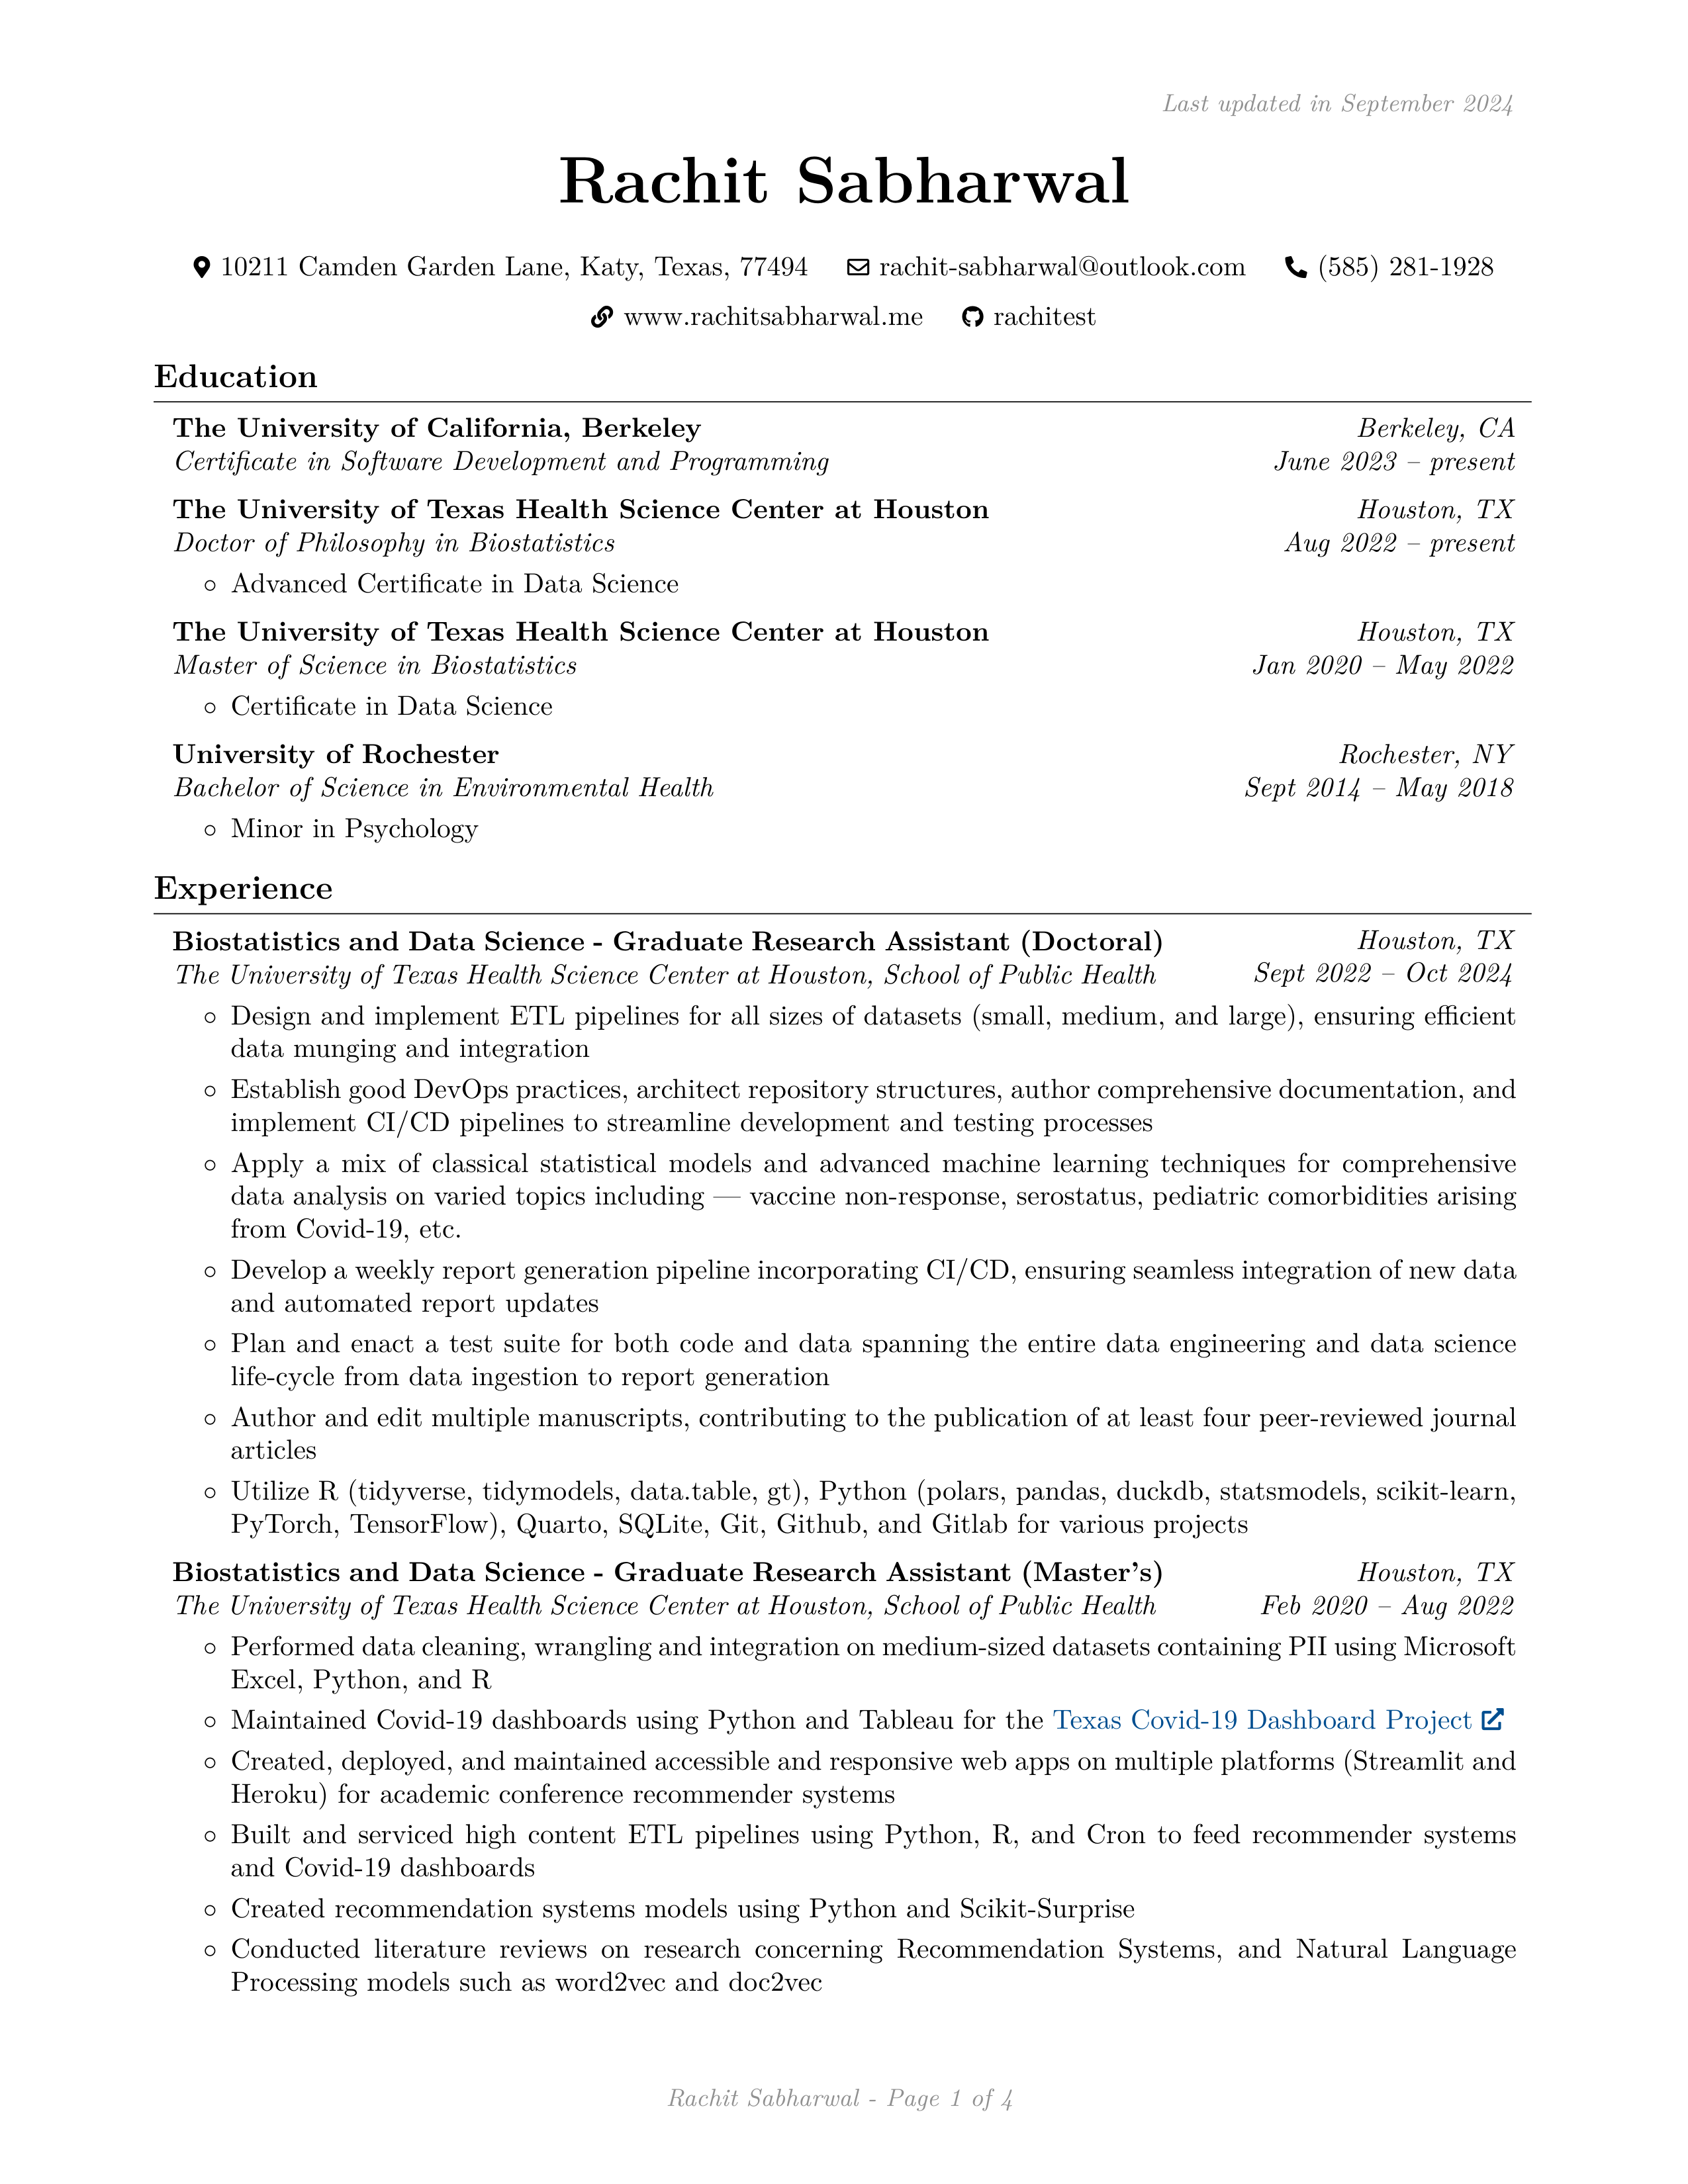 Last updated in September 2024
Rachit Sabharwal
10211 Camden Garden Lane, Katy, Texas, 77494 rachit-sabharwal@outlook.com (585) 281-1928
www.rachitsabharwal.me rachitest
Education
The University of California, Berkeley Berkeley, CA
Certificate in Software Development and Programming June 2023 – present
The University of Texas Health Science Center at Houston Houston, TX
Doctor of Philosophy in Biostatistics Aug 2022 – present
◦ Advanced Certificate in Data Science
The University of Texas Health Science Center at Houston Houston, TX
Master of Science in Biostatistics Jan 2020 – May 2022
◦ Certificate in Data Science
University of Rochester Rochester, NY
Bachelor of Science in Environmental Health Sept 2014 – May 2018
◦ Minor in Psychology
Experience
Biostatistics and Data Science - Graduate Research Assistant (Doctoral) Houston, TX
The University of Texas Health Science Center at Houston, School of Public Health Sept 2022 – Oct 2024
◦ Design and implement ETL pipelines for all sizes of datasets (small, medium, and large), ensuring efficient
data munging and integration
◦ Establish good DevOps practices, architect repository structures, author comprehensive documentation, and
implement CI/CD pipelines to streamline development and testing processes
◦ Apply a mix of classical statistical models and advanced machine learning techniques for comprehensive
data analysis on varied topics including — vaccine non-response, serostatus, pediatric comorbidities arising
from Covid-19, etc.
◦ Develop a weekly report generation pipeline incorporating CI/CD, ensuring seamless integration of new data
and automated report updates
◦ Plan and enact a test suite for both code and data spanning the entire data engineering and data science
life-cycle from data ingestion to report generation
◦ Author and edit multiple manuscripts, contributing to the publication of at least four peer-reviewed journal
articles
◦ Utilize R (tidyverse, tidymodels, data.table, gt), Python (polars, pandas, duckdb, statsmodels, scikit-learn,
PyTorch, TensorFlow), Quarto, SQLite, Git, Github, and Gitlab for various projects
Biostatistics and Data Science - Graduate Research Assistant (Master's) Houston, TX
The University of Texas Health Science Center at Houston, School of Public Health Feb 2020 – Aug 2022
◦ Performed data cleaning, wrangling and integration on medium-sized datasets containing PII using Microsoft
Excel, Python, and R
◦ Maintained Covid-19 dashboards using Python and Tableau for the Texas Covid-19 Dashboard Project
◦ Created, deployed, and maintained accessible and responsive web apps on multiple platforms (Streamlit and
Heroku) for academic conference recommender systems
◦ Built and serviced high content ETL pipelines using Python, R, and Cron to feed recommender systems
and Covid-19 dashboards
◦ Created recommendation systems models using Python and Scikit-Surprise
◦ Conducted literature reviews on research concerning Recommendation Systems, and Natural Language
Processing models such as word2vec and doc2vec
Rachit Sabharwal - Page 1 of 4